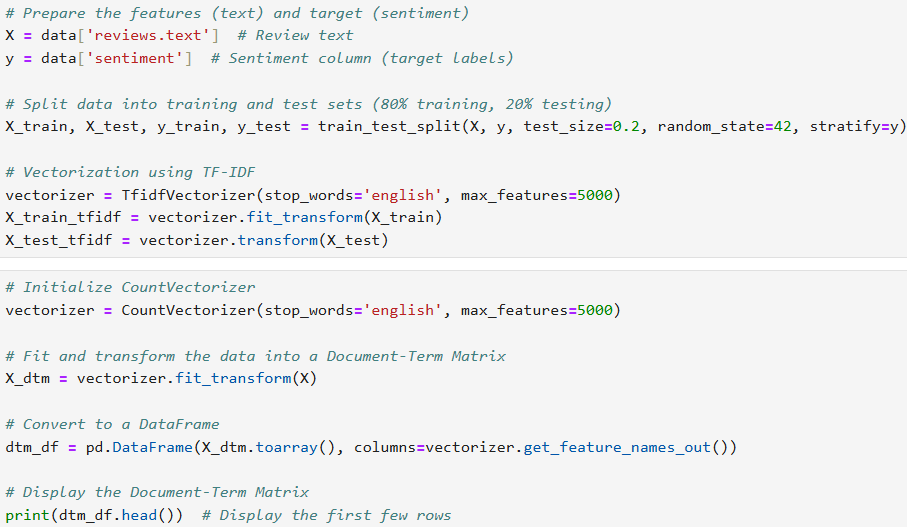 # Prepare the features (text) and target (sentiment)
X = data['reviews.text']  # Review text
y = data['sentiment']  # Sentiment column (target labels)
# Split data into training and test sets (80% training, 20% testing)
X_train, X_test, y_train, y_test = train_test_split(X, y, test_size=0.2, random_state=42, stratify=y)
# Vectorization using TF-IDF
vectorizer = TfidfVectorizer(stop_words='english', max_features=5000)
X_train_tfidf = vectorizer.fit_transform(X_train)
X_test_tfidf = vectorizer.transform(X_test)
# Initialize CountVectorizer
vectorizer = CountVectorizer(stop_words='english', max_features=5000)
# Fit and transform the data into a Document-Term Matrix
X_dtm = vectorizer.fit_transform(X)
# Convert to a DataFrame
dtm_df = pd.DataFrame(X_dtm.toarray(), columns=vectorizer.get_feature_names_out())
# Display the Document-Term Matrix
print(dtm_df.head())  # Display the first few rows